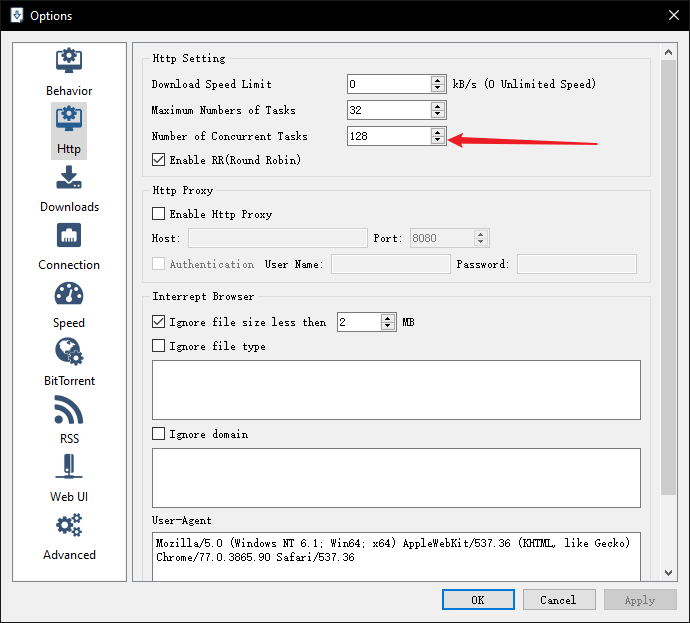 Options
Behavior
Http
Downloads
Connection
Speed
BitTorrent
RSS
Web UI
Advanced
Http Setting
Download Speed Limit 0 kB/s (0 Unlimited Speed)
Maximum Numbers of Tasks 32
Number of Concurrent Tasks 128
Enable RR(Round Robin)
Http Proxy
Enable Http Proxy
Host: Port: 8080
Authentication User Name: Password:
Interrept Browser
Ignore file size less then 2 MB
Ignore file type
Ignore domain
User-Agent
Mozilla/5.0 (Windows NT 6.1; Win64; x64) AppleWebKit/537.36 (KHTML, like Gecko)
Chrome/77.0.3865.90 Safari/537.36
OK Cancel Apply